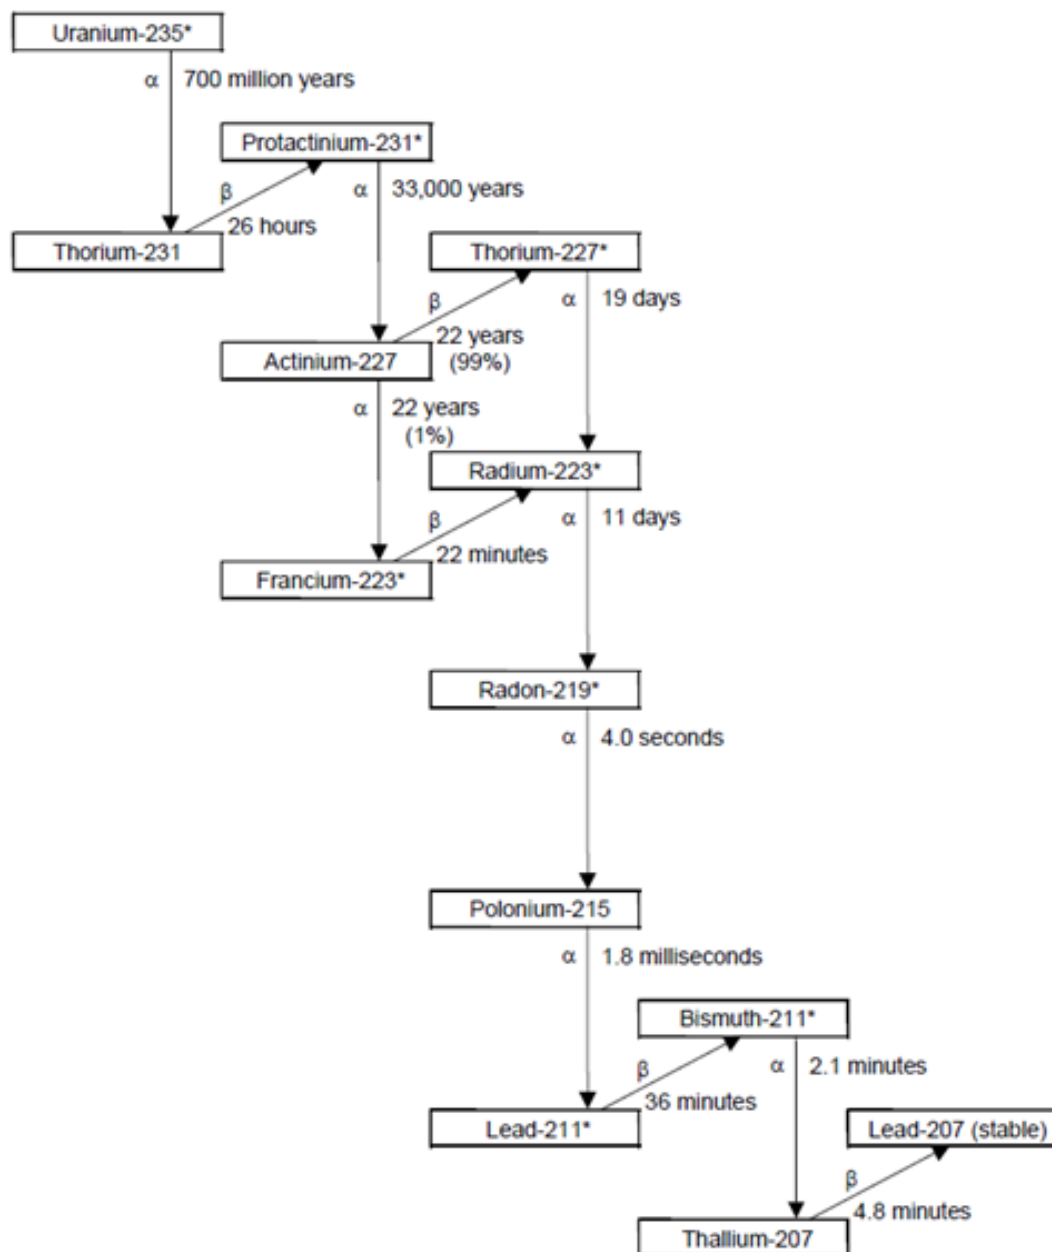 Uranium-235*
α 700 million years
Protactinium-231*
β
α 33,000 years
26 hours
Thorium-231
Thorium-227*
β
α 19 days
22 years
(99%)
Actinium-227
α 22 years
(1%)
Radium-223*
β
α 11 days
22 minutes
Francium-223*
Radon-219*
α 4.0 seconds
Polonium-215
α 1.8 milliseconds
Bismuth-211*
β
α 2.1 minutes
36 minutes
Lead-211*
Lead-207 (stable)
β
4.8 minutes
Thallium-207